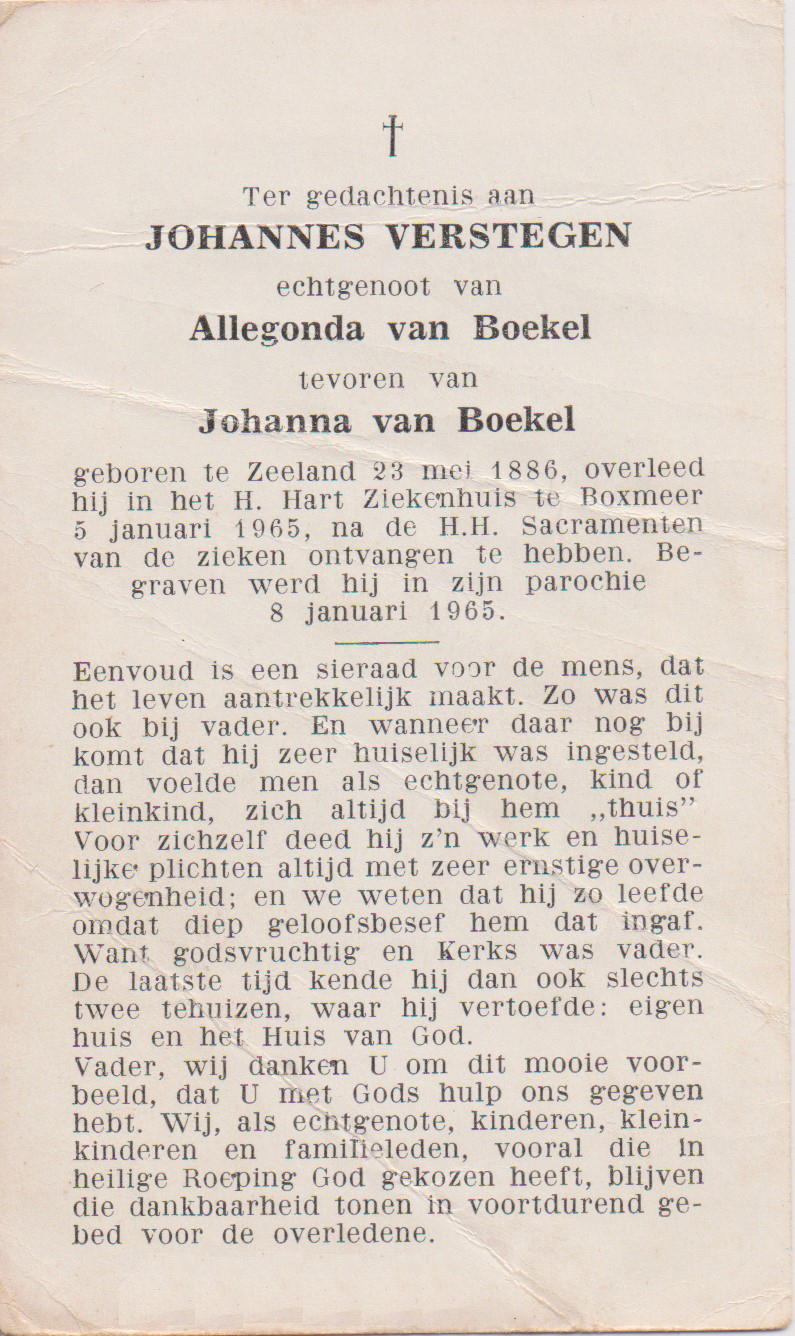 †
Ter gedachtenis aan
JOHANNES VERSTEGEN
echtgenoot van
Allegonda van Boekel
tevoren van
Johanna van Boekel
geboren te Zeeland 23 mei 1886, overleed
hij in het H. Hart Ziekenhuis te Boxmeer
5 januari 1965, na de H.H. Sacramenten
van de zieken ontvangen te hebben. Be-
graven werd hij in zijn parochie
8 januari 1965.
Eenvoud is een sieraad voor de mens, dat
het leven aantrekkelijk maakt. Zo was dit
ook bij vader. En wanneer daar nog bij
komt dat hij zeer huiselijk was ingesteld,
dan voelde men als echtgenote, kind of
kleinkind, zich altijd bij hem „thuis”
Voor zichzelf deed hij z'n werk en huise-
lijke plichten altijd met zeer ernstige over-
wogenheid; en we weten dat hij zo leefde
omdat diep geloofsbesef hem dat ingaf.
Want godsvruchtig en Kerks was vader.
De laatste tijd kende hij dan ook slechts
twee tehuizen, waar hij vertoefde: eigen
huis en het Huis van God.
Vader, wij danken U om dit mooie voor-
beeld, dat U met Gods hulp ons gegeven
hebt. Wij, als echtgenote, kinderen, klein-
kinderen en familieleden, vooral die in
heilige Roeping God gekozen heeft, blijven
die dankbaarheid tonen in voortdurend ge-
bed voor de overledene.